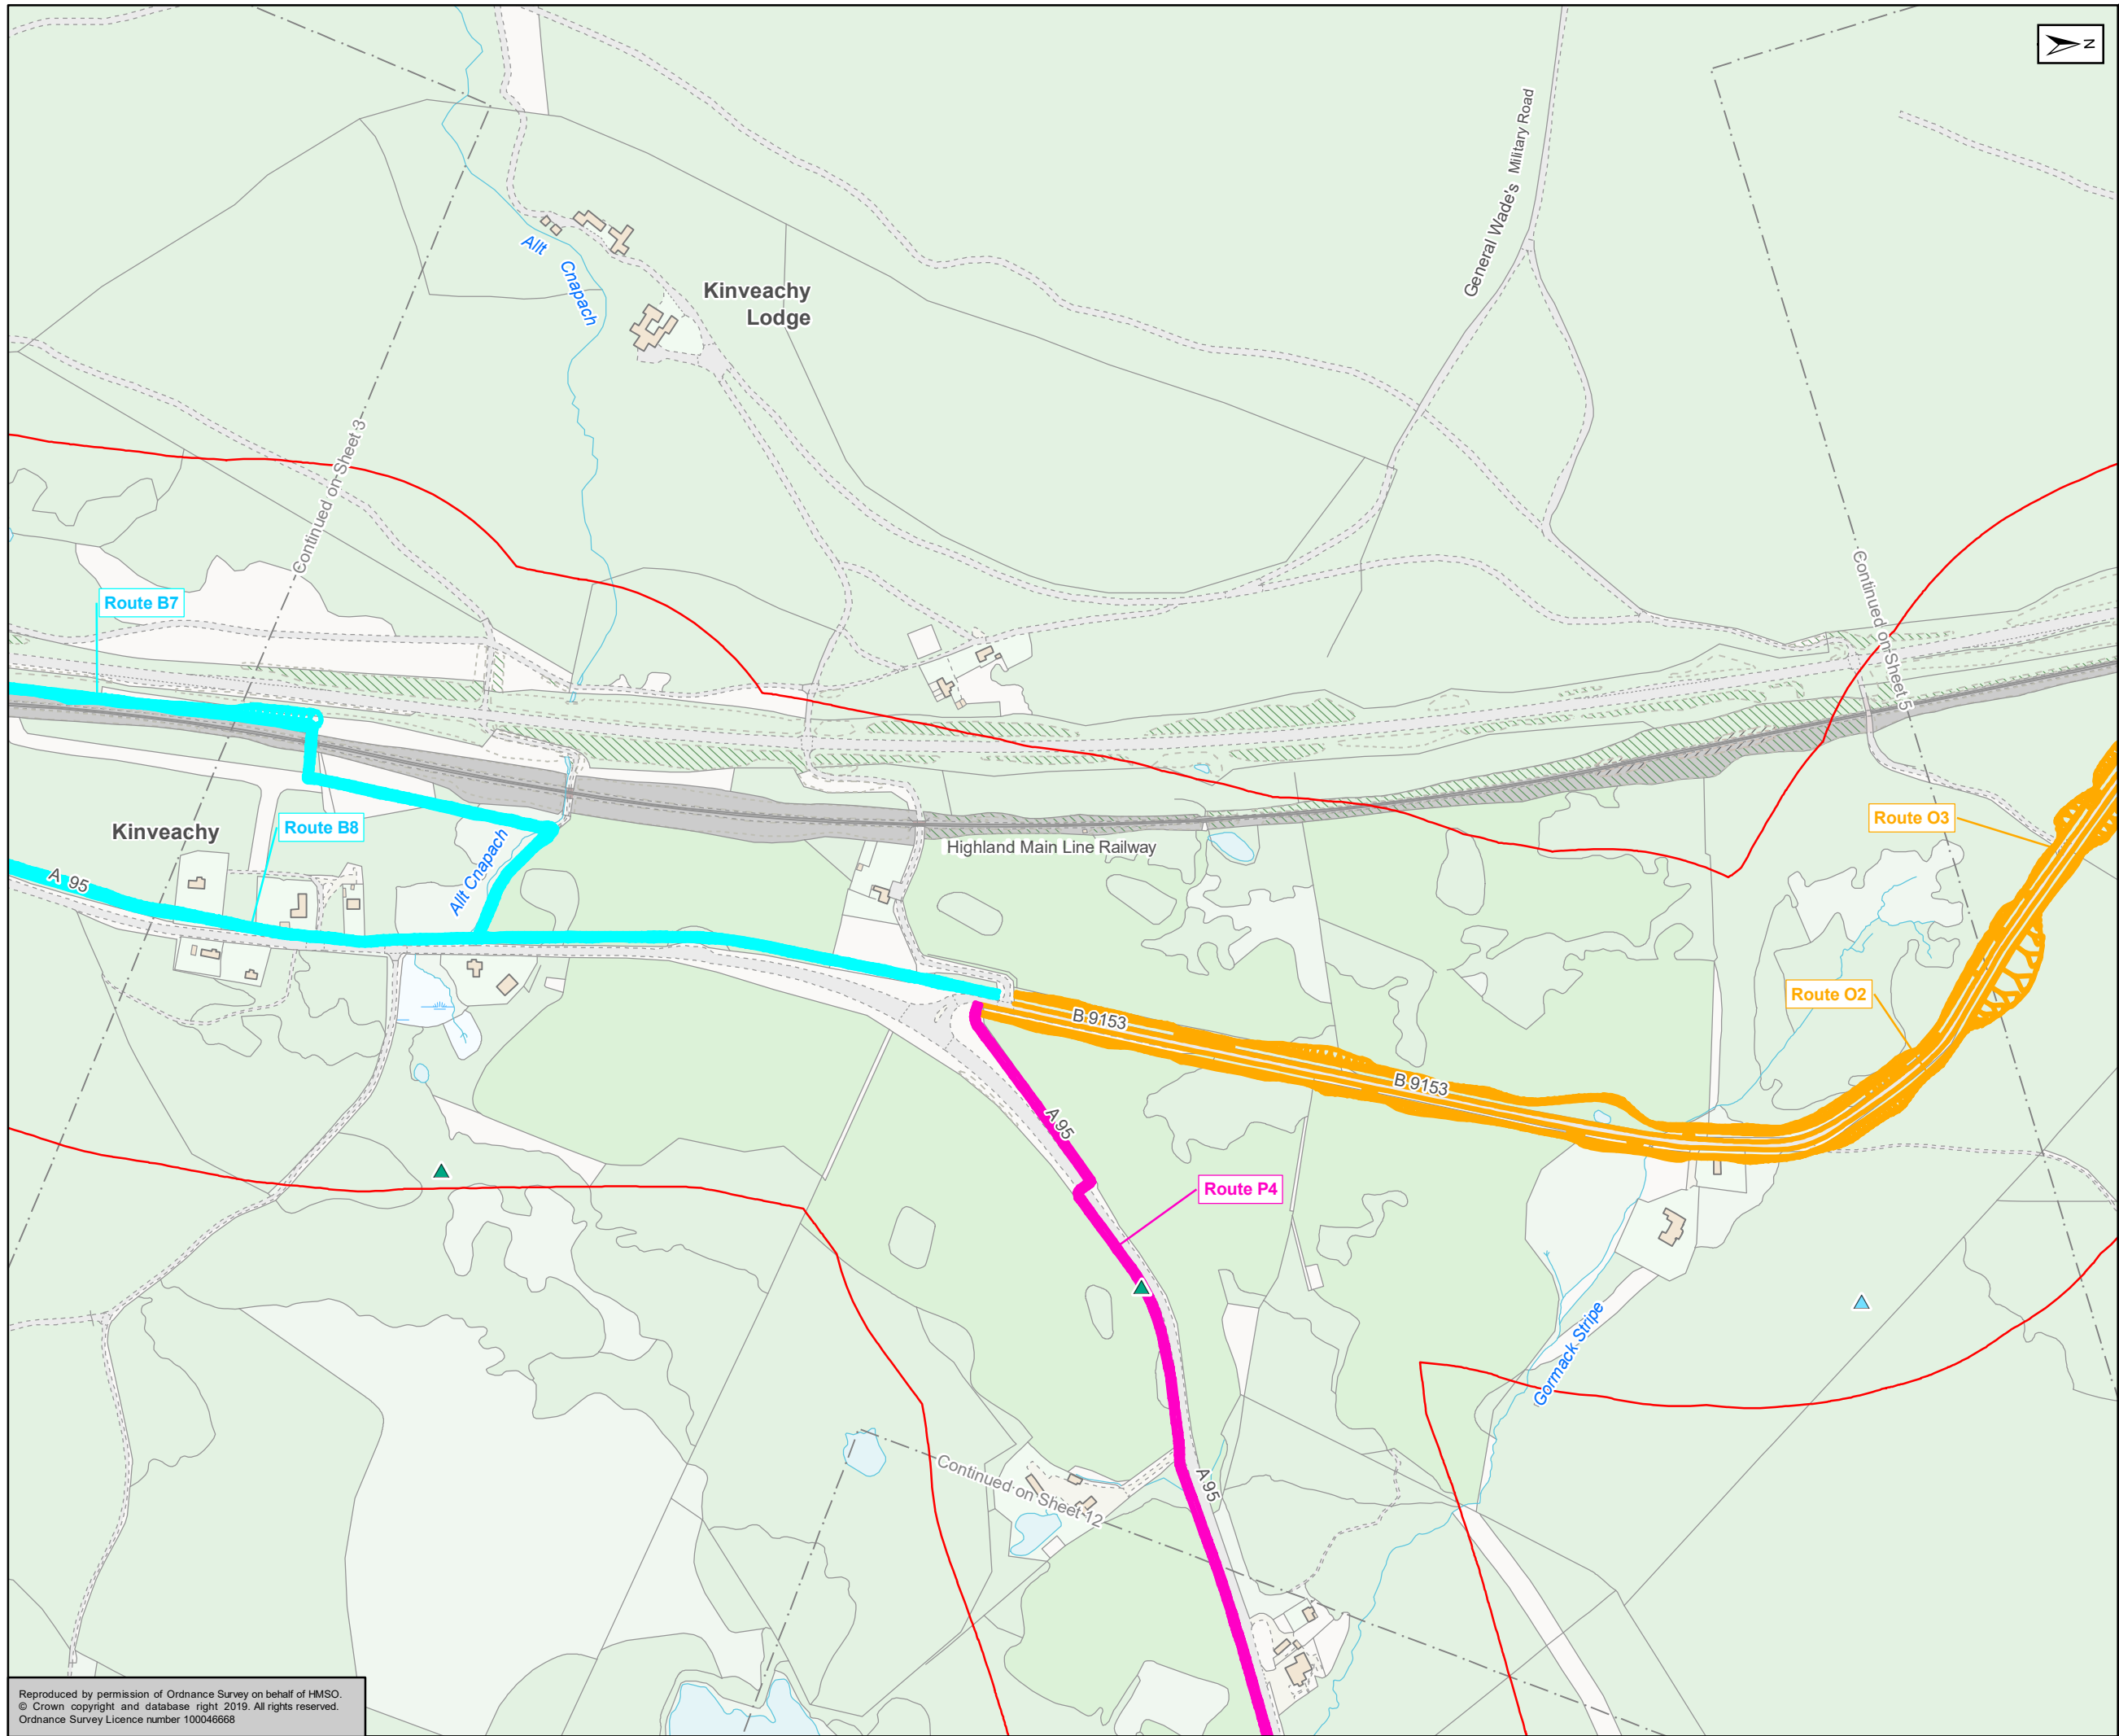 N
General Wade's Military Road
Allt Cnapach
Kinveachy
Lodge
Continued on Sheet 3
Continued on Sheet 5
Route B7
Route B8
Kinveachy
A 95
Allt Cnapach
Highland Main Line Railway
Route O3
Route O2
B 9153
B 9153
A 95
Route P4
Gormack Stripe
Continued on Sheet 12
A 95
Reproduced by permission of Ordnance Survey on behalf of HMSO.
© Crown copyright and database right 2019. All rights reserved.
Ordnance Survey Licence number 100046668